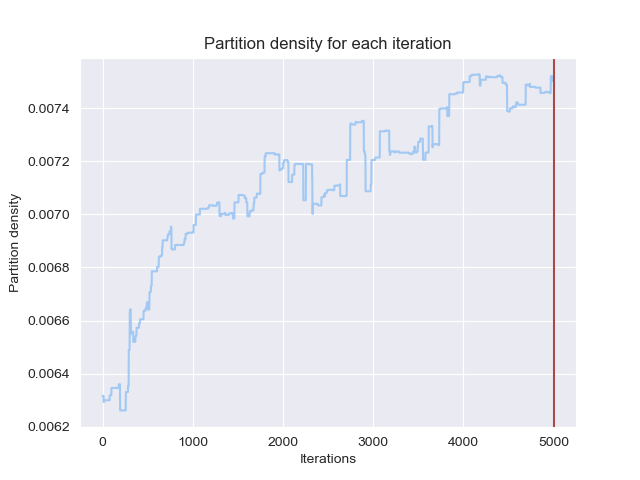 Partition density for each iteration
Partition density
0.0074
0.0072
0.0070
0.0068
0.0066
0.0064
0.0062
0 1000 2000 3000 4000 5000
Iterations